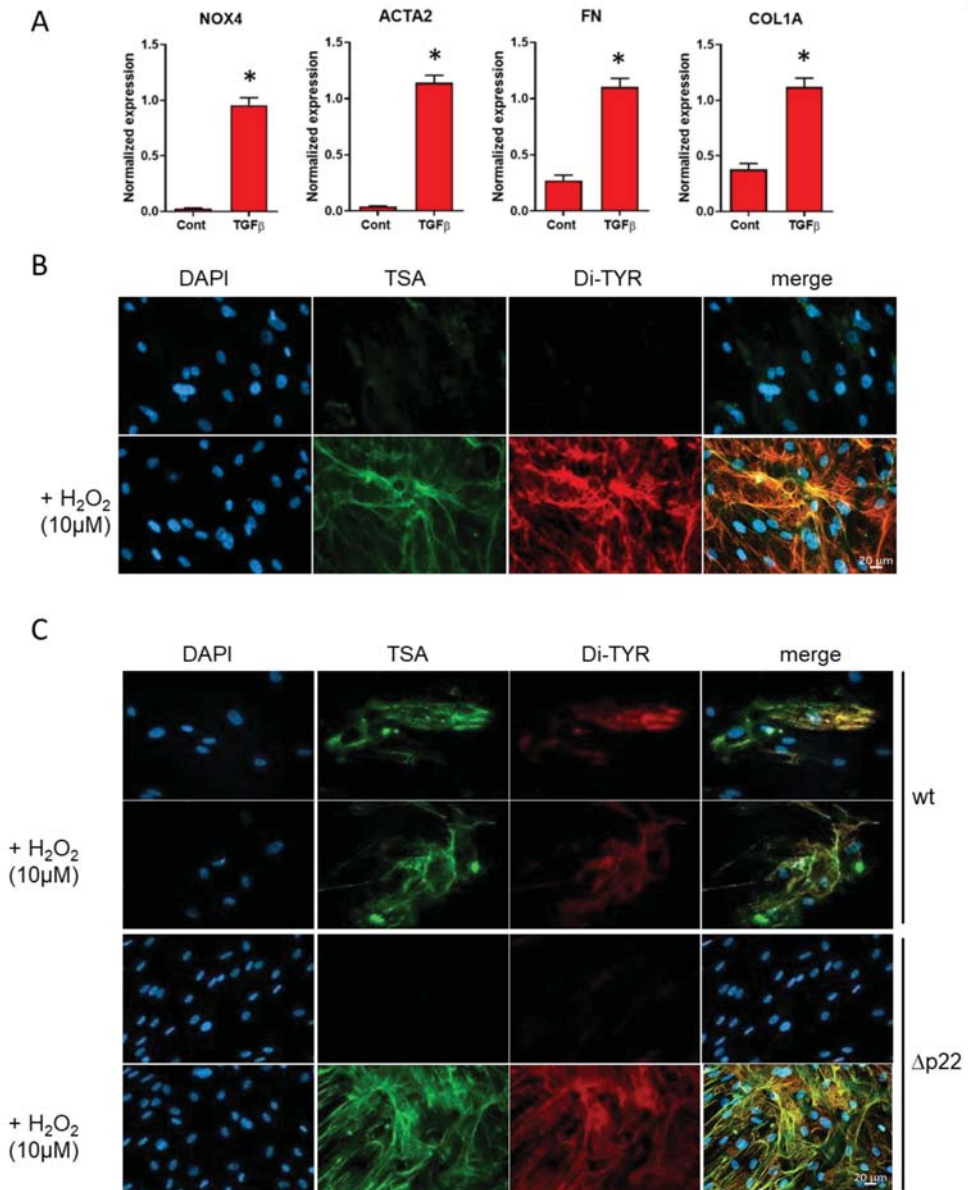 A
NOX4
ACTA2
FN
COL1A
Normalized expression
1.5
1.0
0.5
0.0
*
Cont
TGFβ
Normalized expression
1.5
1.0
0.5
0.0
*
Cont
TGFβ
Normalized expression
1.5
1.0
0.5
0.0
*
Cont
TGFβ
Normalized expression
1.5
1.0
0.5
0.0
*
Cont
TGFβ
B
DAPI TSA Di-TYR merge
+ H₂O₂
(10µM)
20 µm
C
DAPI TSA Di-TYR merge
wt
+ H₂O₂
(10µM)
Δp22
+ H₂O₂
(10µM)
20 µm